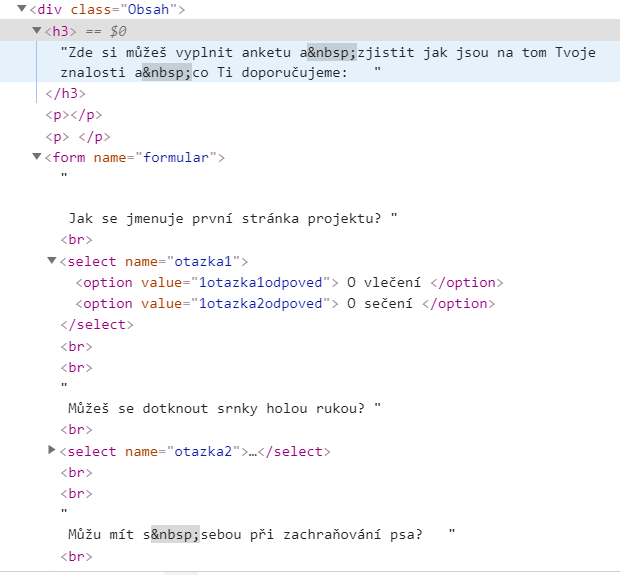 <div class="Obsah">
<h3> == $0
"Zde si můžeš vyplnit anketu a&nbsp;zjistit jak jsou na tom Tvoje
znalosti a&nbsp;co Ti doporučujeme:   "
</h3>
<p></p>
<p> </p>
<form name="formular">
"
Jak se jmenuje první stránka projektu? "
<br>
<select name="otazka1">
<option value="1otazka1odpoved"> O vlečení </option>
<option value="1otazka2odpoved"> O sečení </option>
</select>
<br>
<br>
"
Můžeš se dotknout srnky holou rukou? "
<br>
<select name="otazka2">…</select>
<br>
<br>
"
Můžu mít s&nbsp;sebou při zachraňování psa?   "
<br>